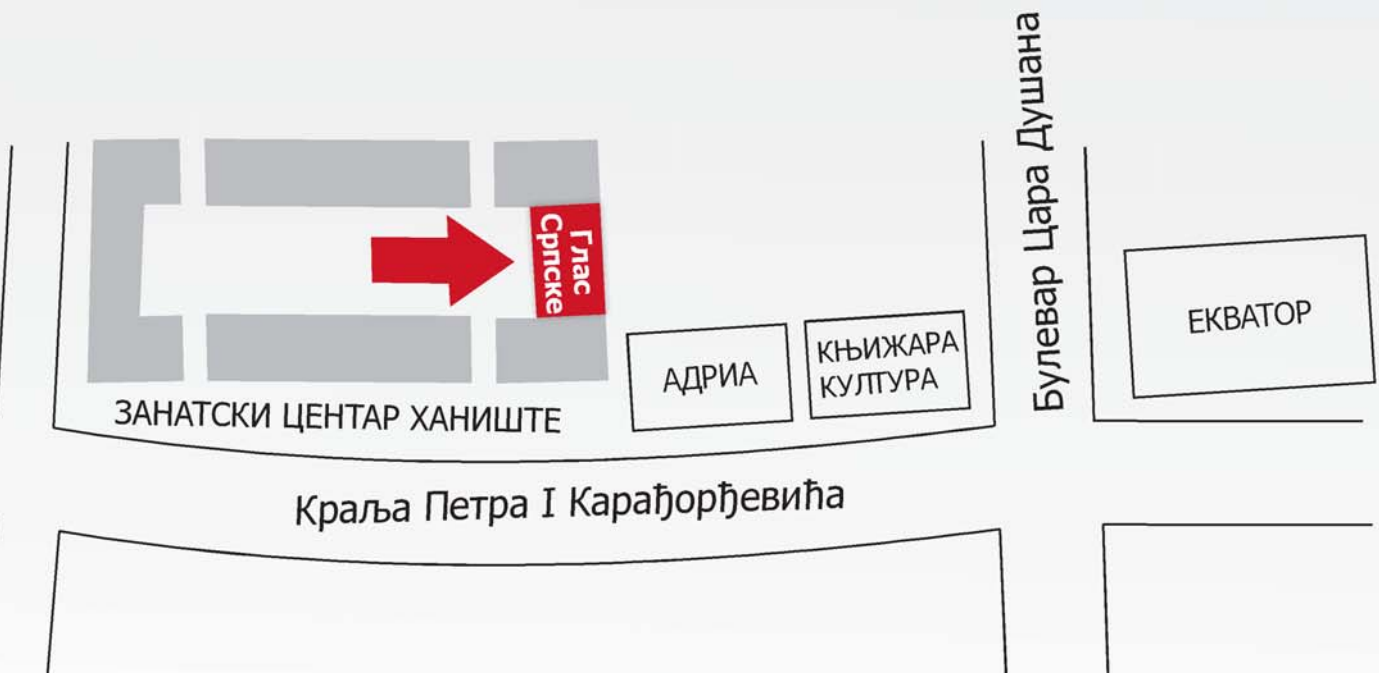 Булевар Цара Душана
Глас
Српске
ЕКВАТОР
КЊИЖАРА
КУЛТУРА
АДРИА
ЗАНАТСКИ ЦЕНТАР ХАНИШТЕ
Краља Петра I Карађорђевића